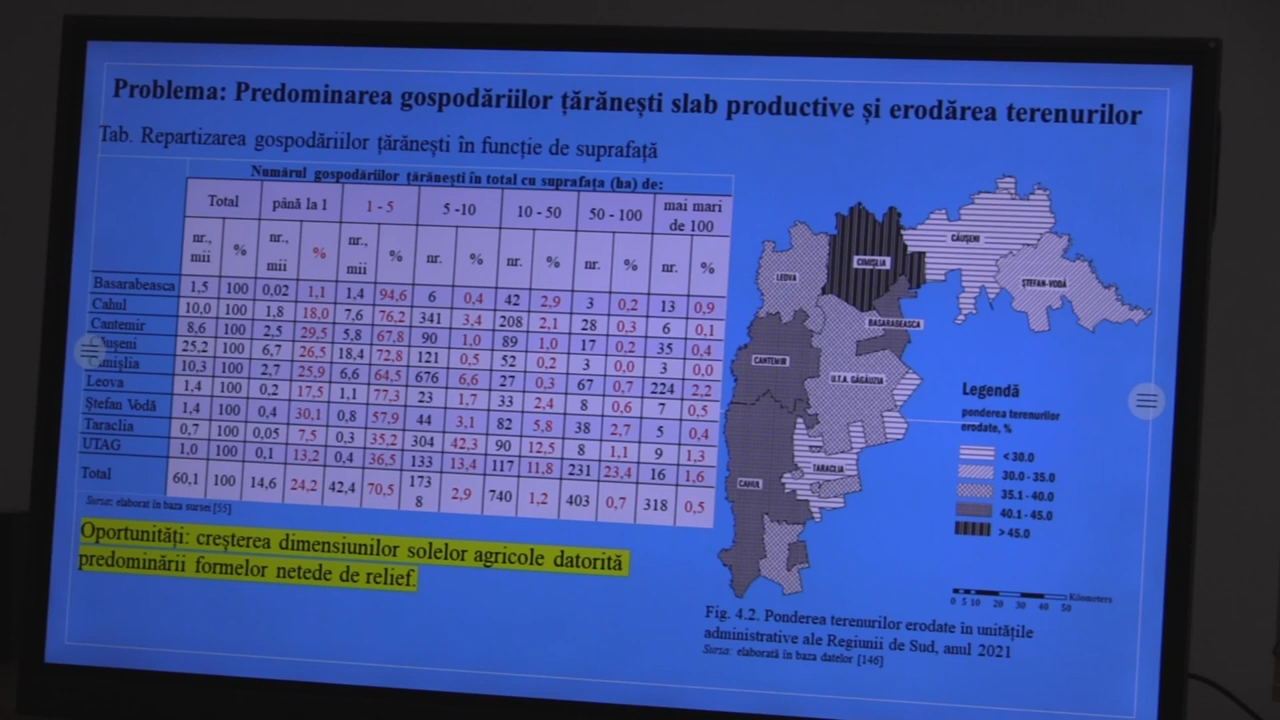 Problema: Predominarea gospodăriilor țărănești slab productive și erodărea terenurilor
Tab. Repartizarea gospodăriilor țărănești în funcție de suprafață
Numărul gospodăriilor țărănești în total cu suprafața (ha) de:
Total până la 1 1 - 5 5 -10 10 - 50 50 - 100 mai mari de 100
nr., mii % nr., mii % nr., mii % nr. % nr. % nr. % nr. %
Basarabeasca 1,5 100 0,02 1,1 1,4 94,6 6 0,4 42 2,9 3 0,2 13 0,9
Cahul 10,0 100 1,8 18,0 7,6 76,2 341 3,4 208 2,1 28 0,3 6 0,1
Cantemir 8,6 100 2,5 29,5 5,8 67,8 90 1,0 89 1,0 17 0,2 35 0,4
Căușeni 25,2 100 6,7 26,5 18,4 72,8 121 0,5 52 0,2 3 0,0 3 0,0
Cimișlia 10,3 100 2,7 25,9 6,6 64,5 676 6,6 27 0,3 67 0,7 224 2,2
Leova 1,4 100 0,2 17,5 1,1 77,3 23 1,7 33 2,4 8 0,6 7 0,5
Ștefan Vodă 1,4 100 0,4 30,1 0,8 57,9 44 3,1 82 5,8 38 2,7 5 0,4
Taraclia 0,7 100 0,05 7,5 0,3 35,2 304 42,3 90 12,5 8 1,1 9 1,3
UTAG 1,0 100 0,1 13,2 0,4 36,5 133 13,4 117 11,8 231 23,4 16 1,6
Total 60,1 100 14,6 24,2 42,4 70,5 173 8 2,9 740 1,2 403 0,7 318 0,5
Sursa: elaborat în baza sursei [55]
Oportunități: creșterea dimensiunilor solelor agricole datorită
predominării formelor netede de relief.
CĂUȘENI
CIMIȘLIA
LEOVA
ȘTEFAN-VODĂ
BASARABEASCA
CANTEMIR
U.T.A. GĂGĂUZIA
TARACLIA
CAHUL
Legendă
ponderea terenurilor
erodate, %
<30.0
30.0 - 35.0
35.1 - 40.0
40.1 - 45.0
> 45.0
0 5 10 20 30 40 50 Kilometers
Fig. 4.2. Ponderea terenurilor erodate în unitățile
administrative ale Regiunii de Sud, anul 2021
Sursa: elaborată în baza datelor [146]